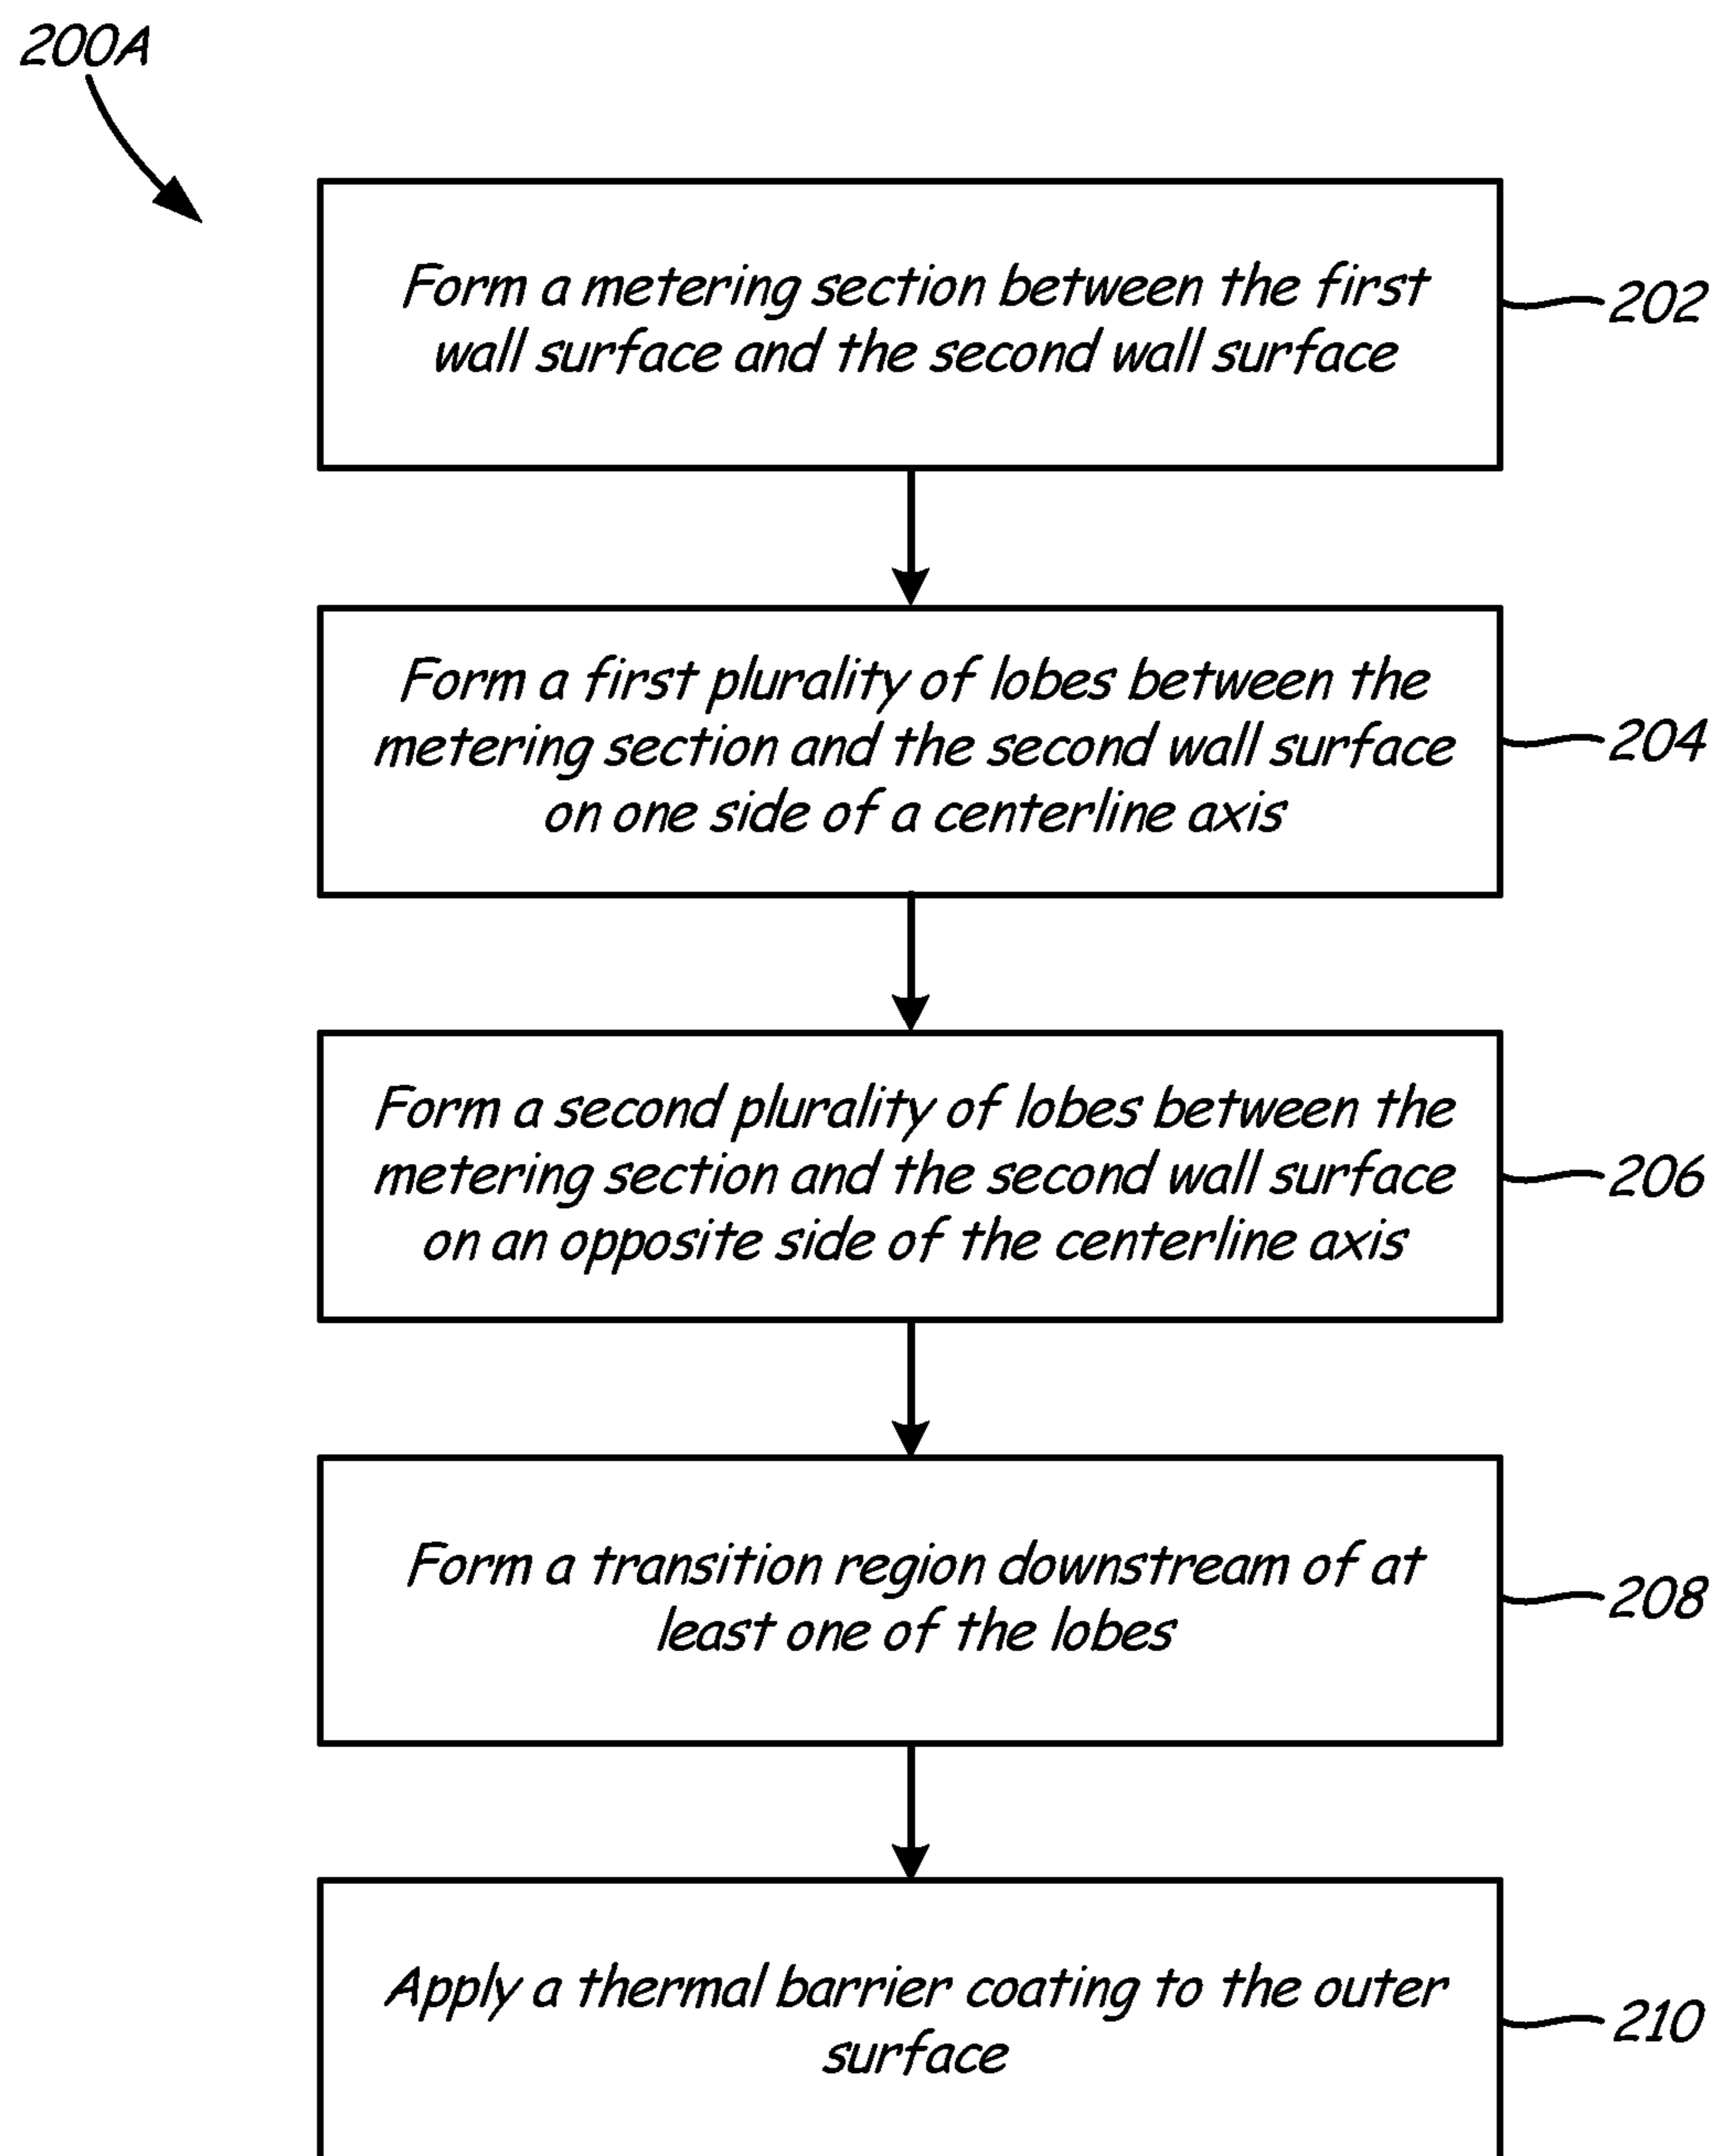 200A
Form a metering section between the first
wall surface and the second wall surface
202
Form a first plurality of lobes between the
metering section and the second wall surface
on one side of a centerline axis
204
Form a second plurality of lobes between the
metering section and the second wall surface
on an opposite side of the centerline axis
206
Form a transition region downstream of at
least one of the lobes
208
Apply a thermal barrier coating to the outer
surface
210